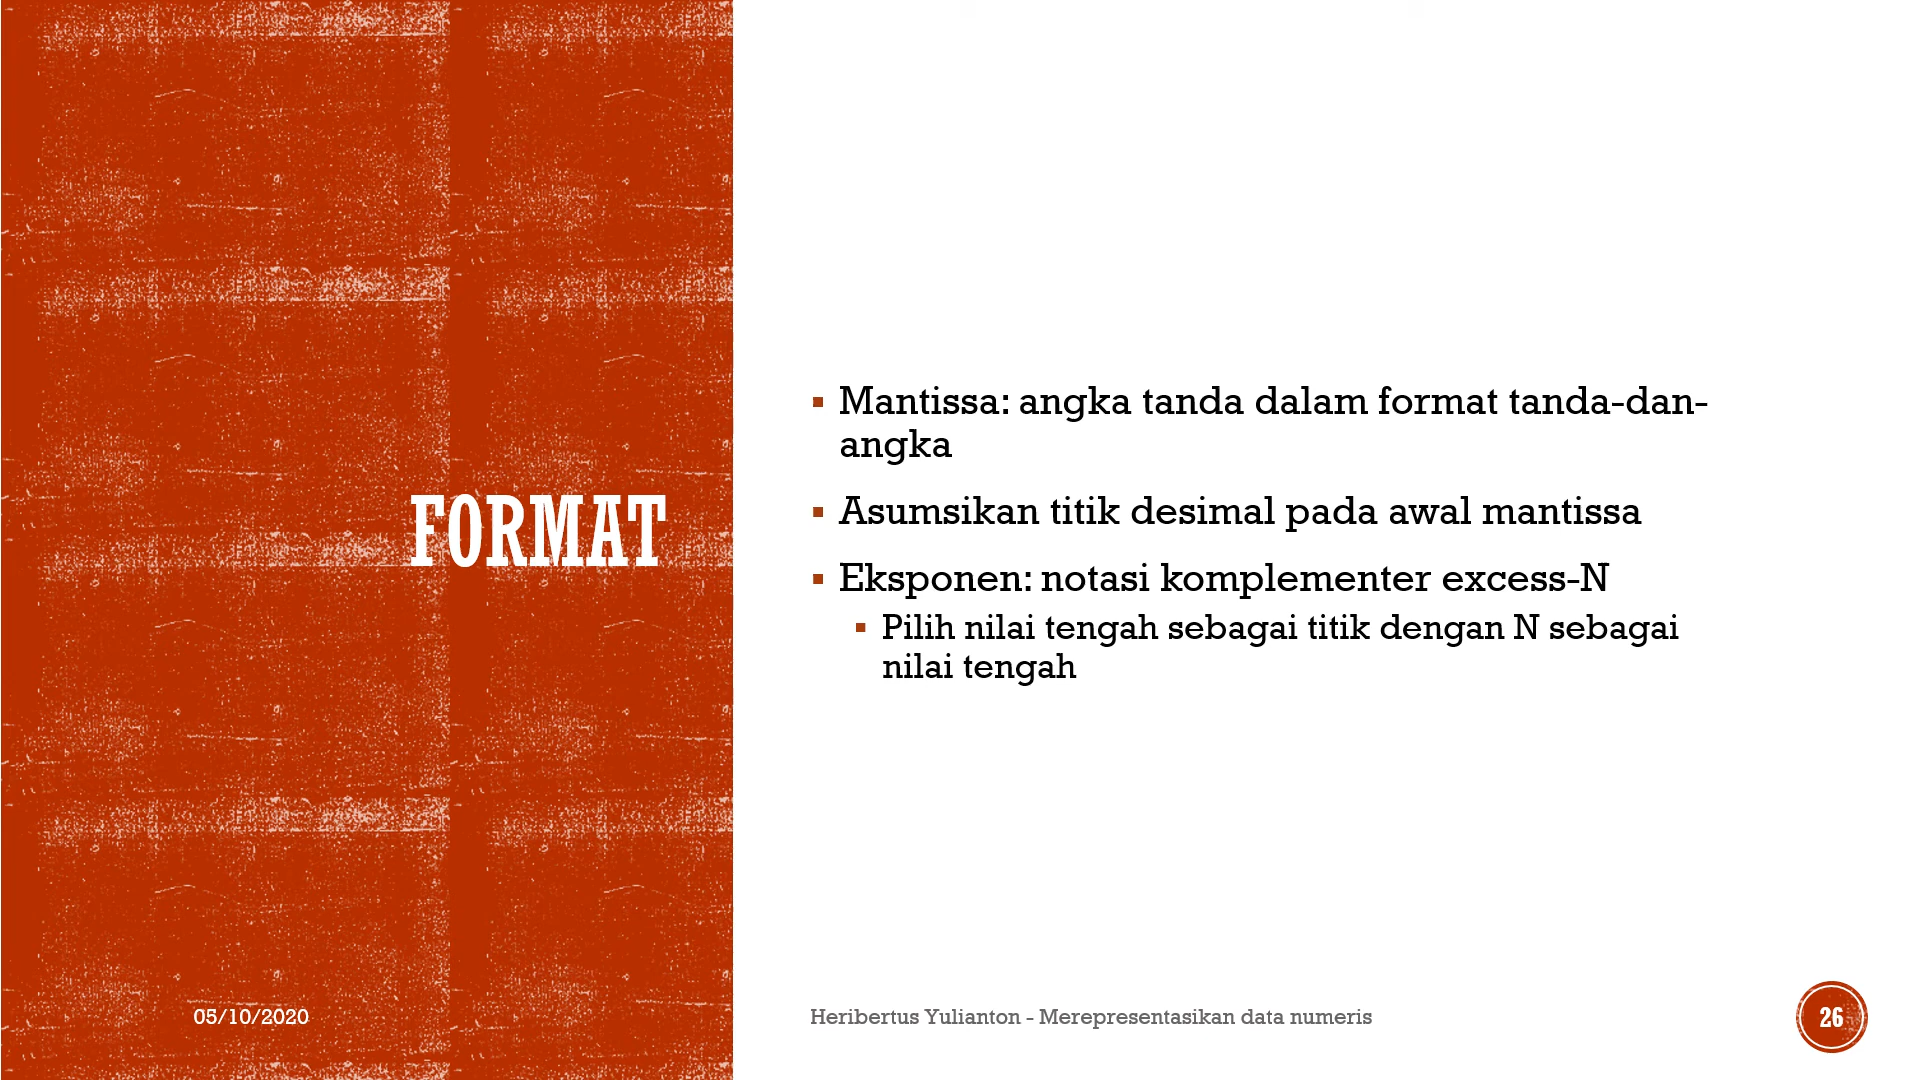 FORMAT
▪ Mantissa: angka tanda dalam format tanda-dan-
angka
▪ Asumsikan titik desimal pada awal mantissa
▪ Eksponen: notasi komplementer excess-N
▪ Pilih nilai tengah sebagai titik dengan N sebagai
nilai tengah
05/10/2020
Heribertus Yulianton - Merepresentasikan data numeris
26